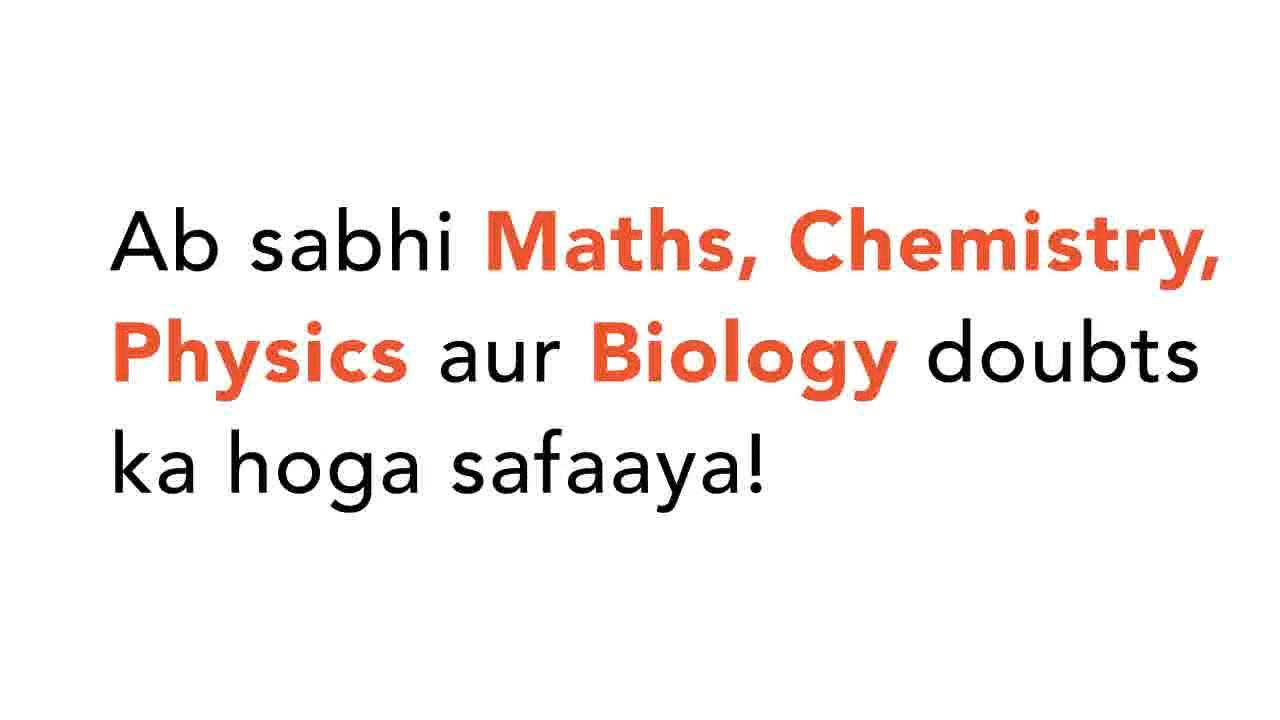 Ab sabhi Maths, Chemistry,
Physics aur Biology doubts
ka hoga safaaya!